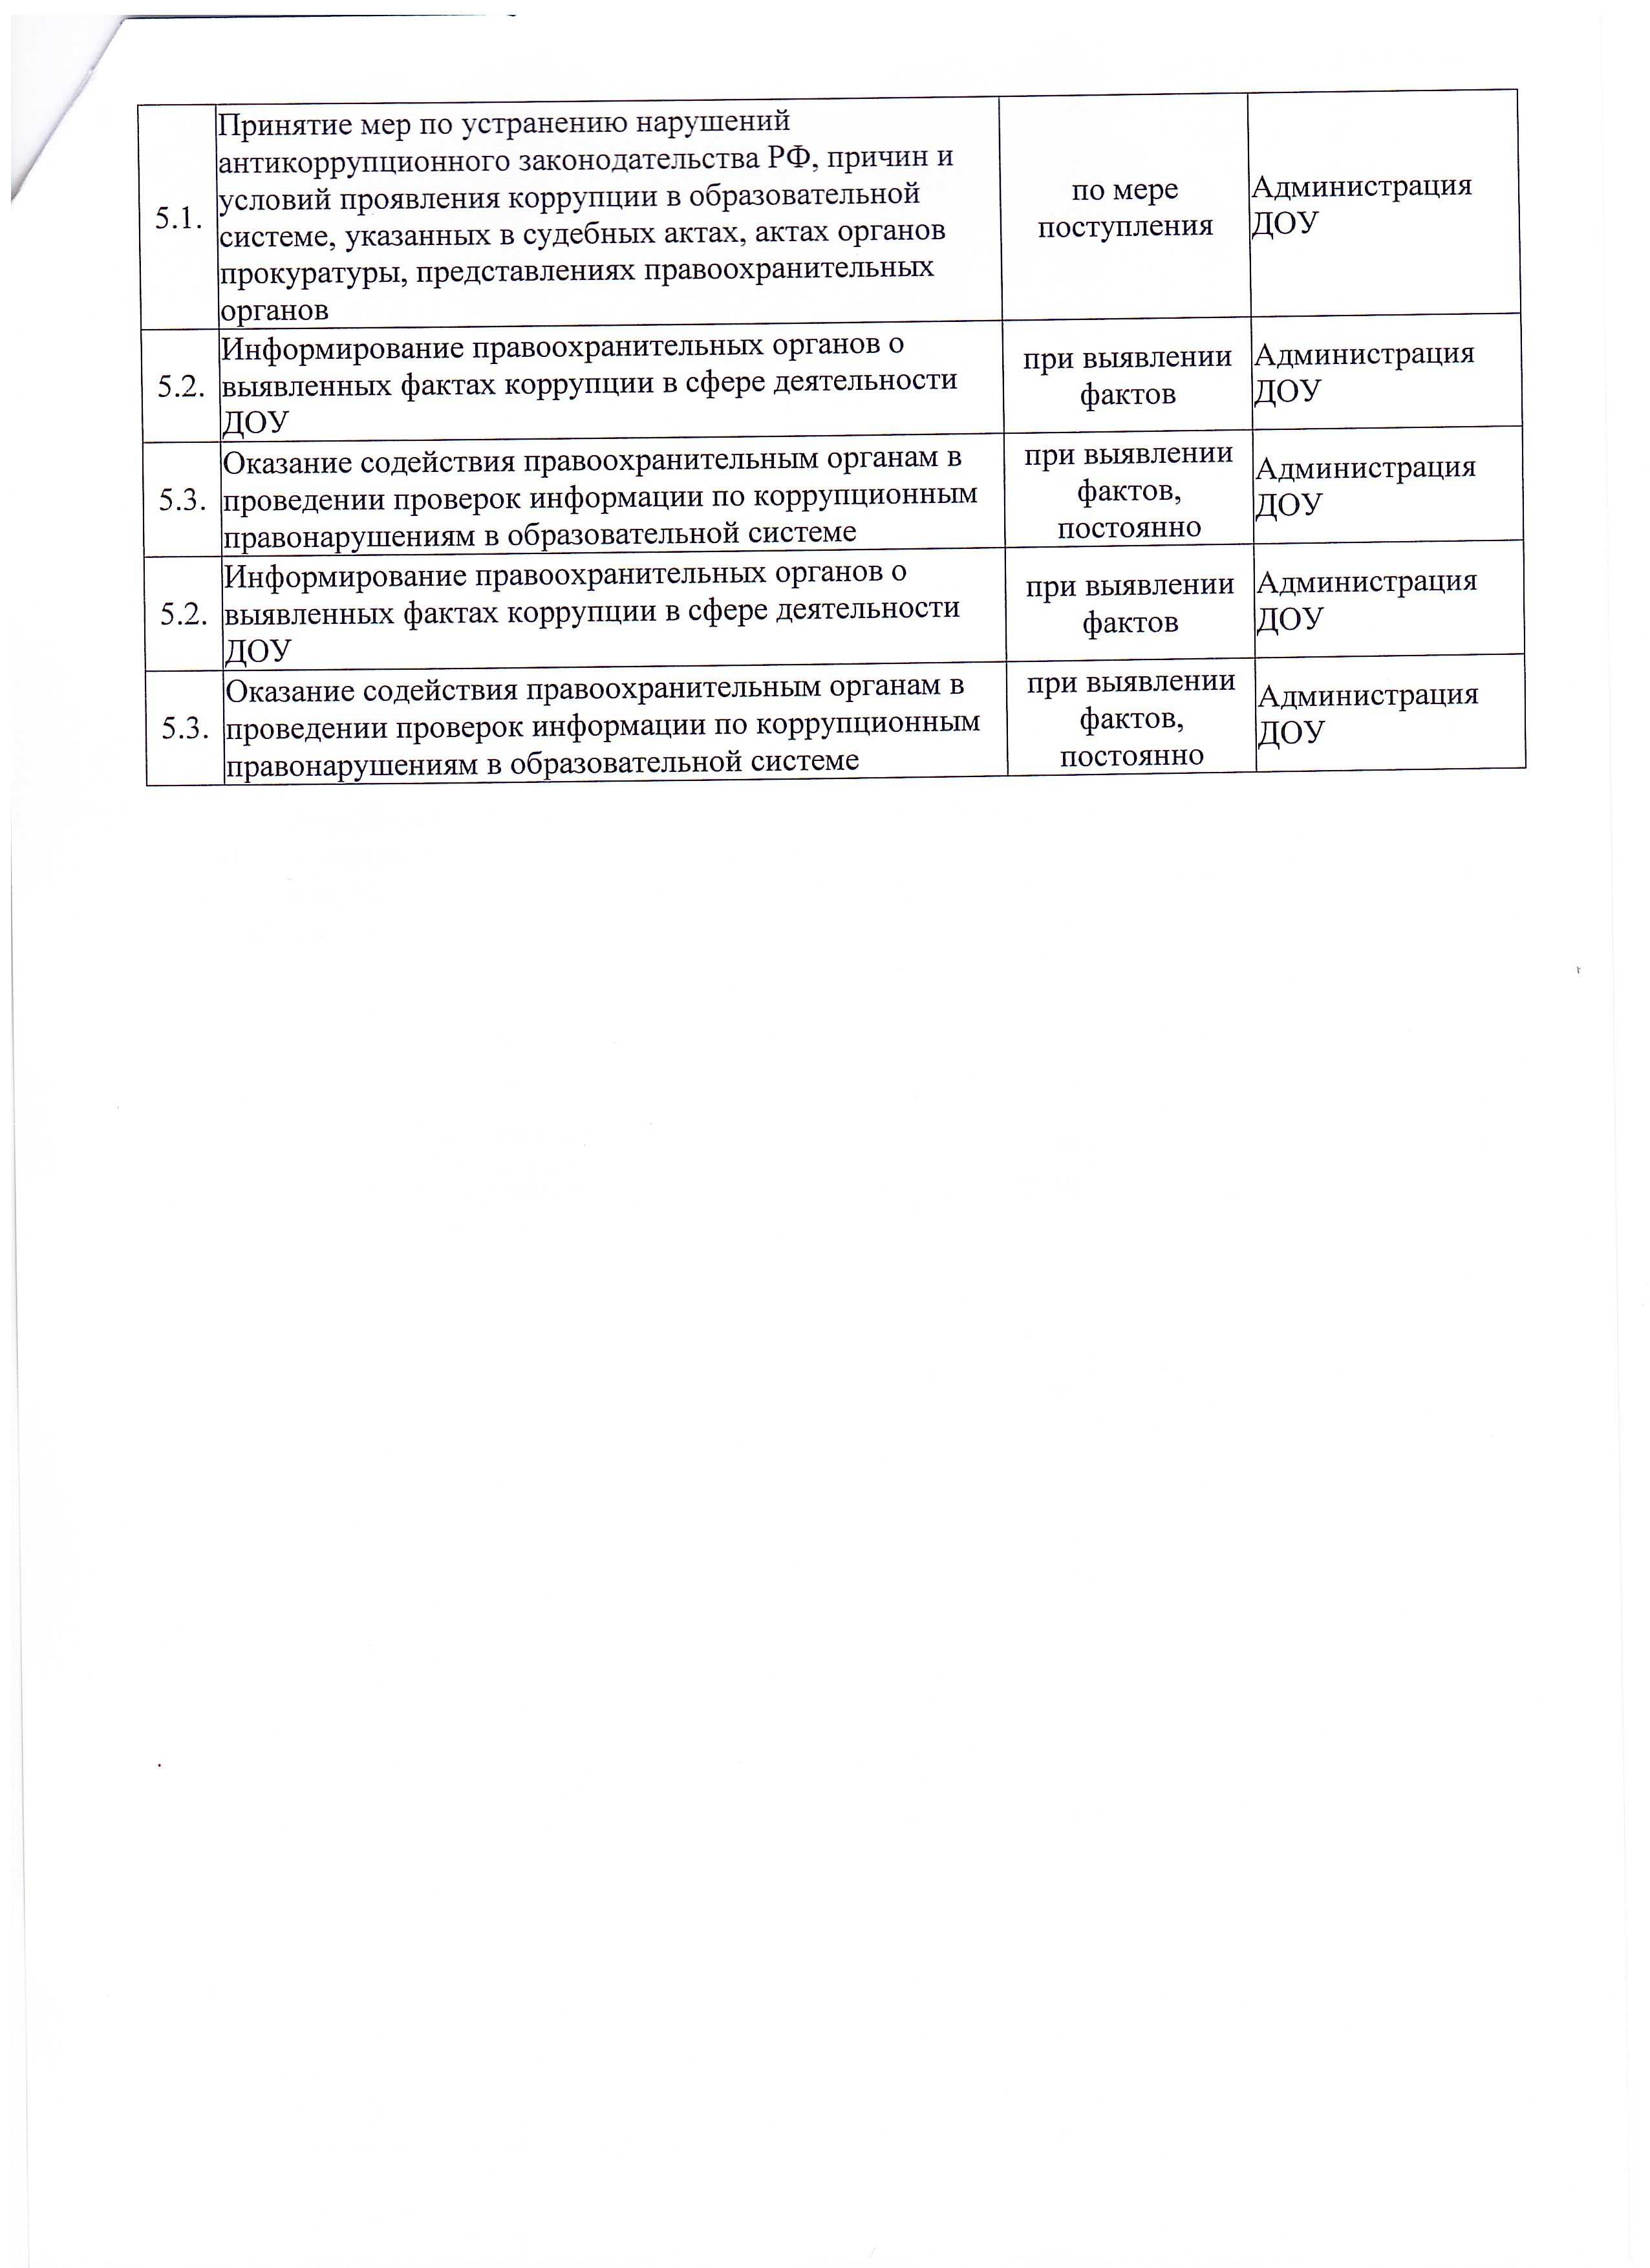 5.1.
Принятие мер по устранению нарушений
антикоррупционного законодательства РФ, причин и
условий проявления коррупции в образовательной
системе, указанных в судебных актах, актах органов
прокуратуры, представлениях правоохранительных
органов
по мере
поступления
Администрация
ДОУ
5.2.
Информирование правоохранительных органов о
выявленных фактах коррупции в сфере деятельности
ДОУ
при выявлении
фактов
Администрация
ДОУ
5.3.
Оказание содействия правоохранительным органам в
проведении проверок информации по коррупционным
правонарушениям в образовательной системе
при выявлении
фактов,
постоянно
Администрация
ДОУ
5.2.
Информирование правоохранительных органов о
выявленных фактах коррупции в сфере деятельности
ДОУ
при выявлении
фактов
Администрация
ДОУ
5.3.
Оказание содействия правоохранительным органам в
проведении проверок информации по коррупционным
правонарушениям в образовательной системе
при выявлении
фактов,
постоянно
Администрация
ДОУ